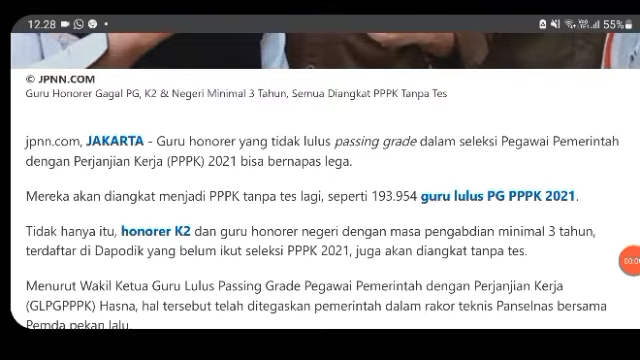 12.28
55%
© JPNN.COM
Guru Honorer Gagal PG, K2 & Negeri Minimal 3 Tahun, Semua Diangkat PPPK Tanpa Tes
jpnn.com, JAKARTA - Guru honorer yang tidak lulus passing grade dalam seleksi Pegawai Pemerintah
dengan Perjanjian Kerja (PPPK) 2021 bisa bernapas lega.
Mereka akan diangkat menjadi PPPK tanpa tes lagi, seperti 193.954 guru lulus PG PPPK 2021.
Tidak hanya itu, honorer K2 dan guru honorer negeri dengan masa pengabdian minimal 3 tahun,
terdaftar di Dapodik yang belum ikut seleksi PPPK 2021, juga akan diangkat tanpa tes.
Menurut Wakil Ketua Guru Lulus Passing Grade Pegawai Pemerintah dengan Perjanjian Kerja
(GLPGPPPK) Hasna, hal tersebut telah ditegaskan pemerintah dalam rakor teknis Panselnas bersama
Pemda pekan lalu.